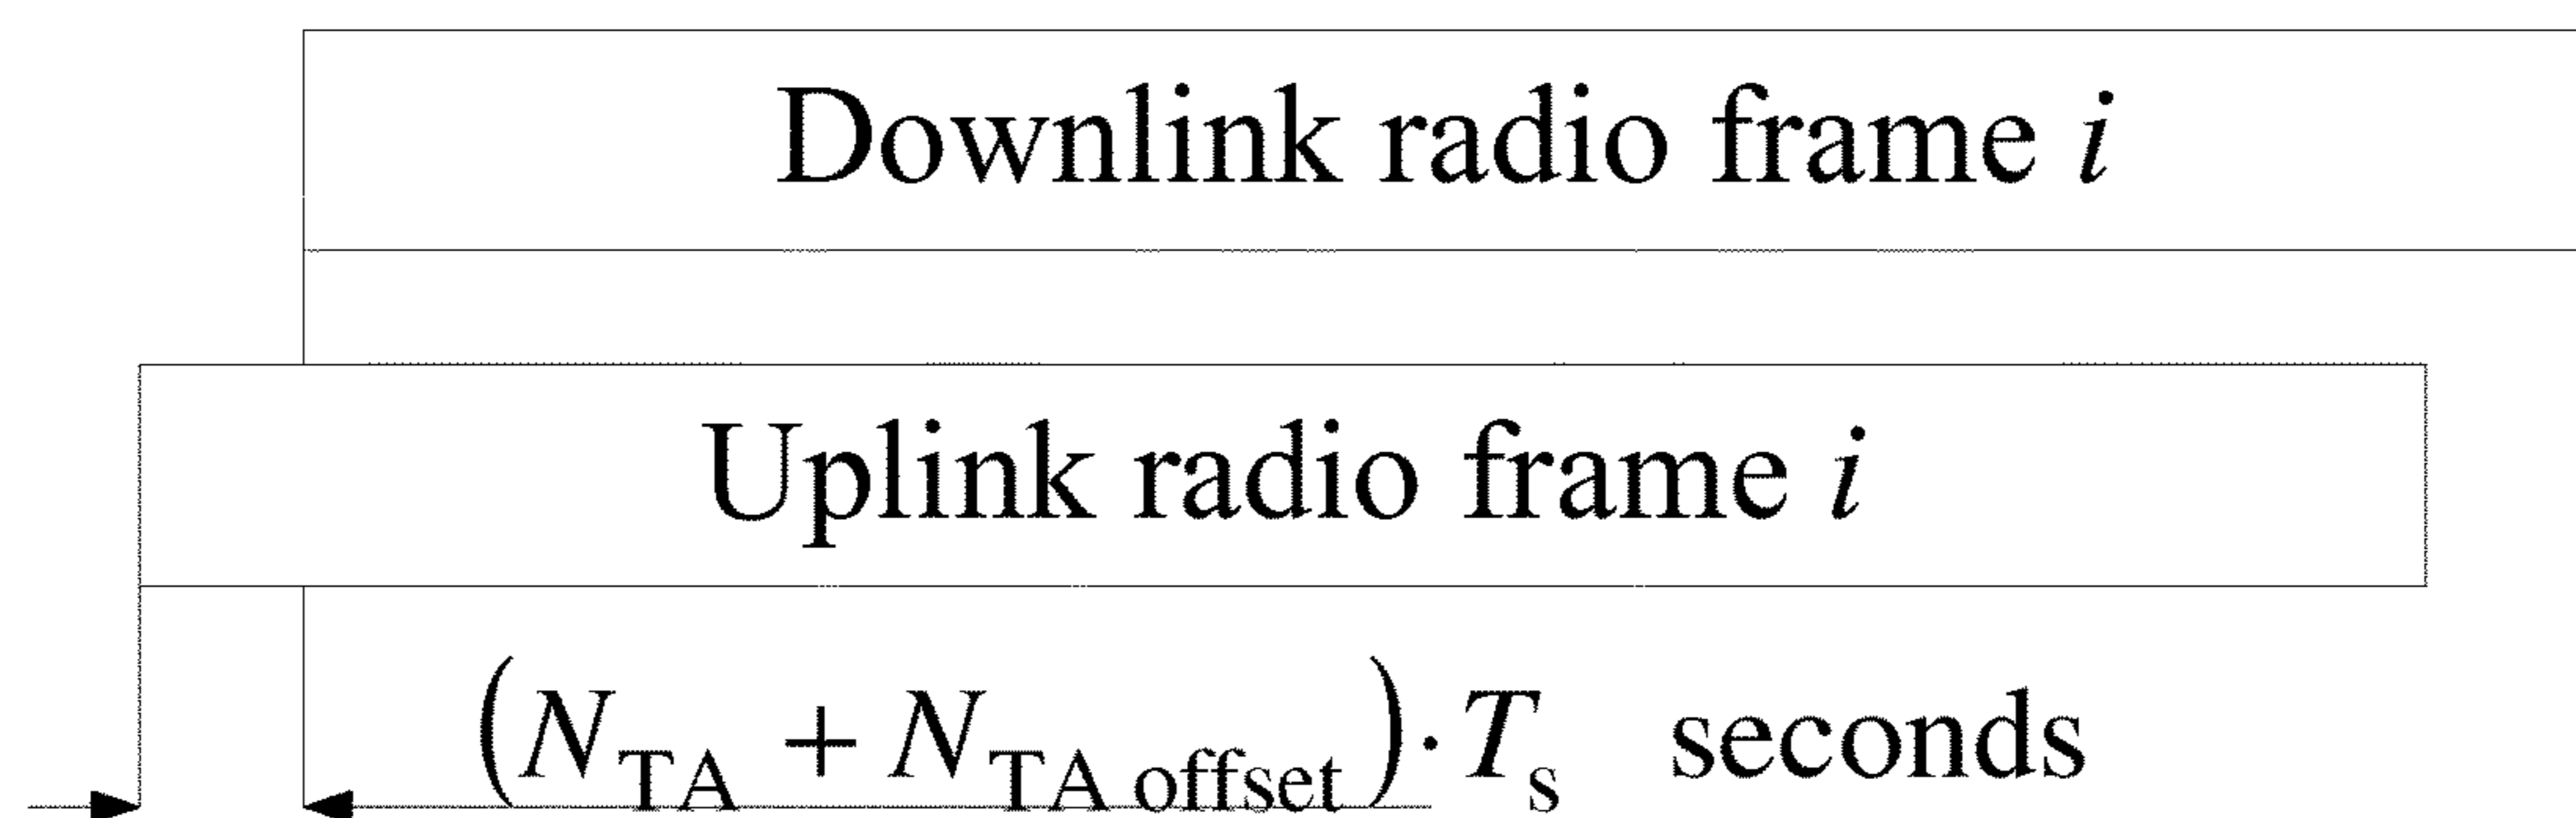 Downlink radio frame i
Uplink radio frame i
(N_TA + N_TA offset) · T_s seconds